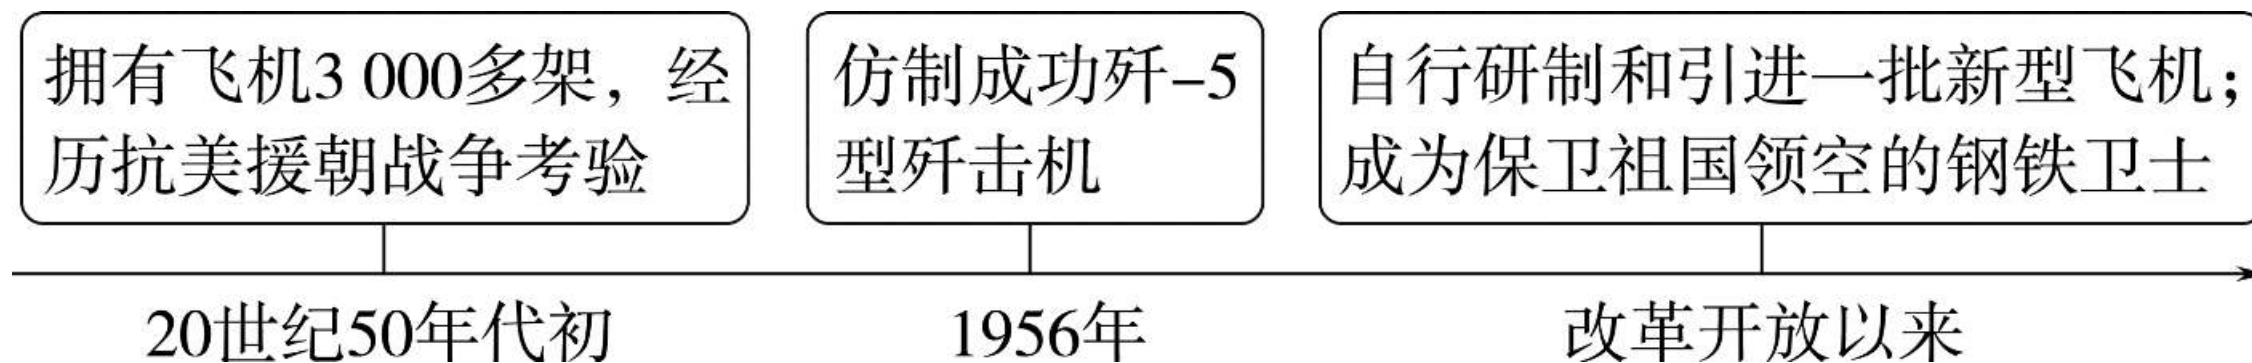 拥有飞机3 000多架，经
历抗美援朝战争考验
仿制成功歼-5
型歼击机
自行研制和引进一批新型飞机；
成为保卫祖国领空的钢铁卫士
20世纪50年代初
1956年
改革开放以来